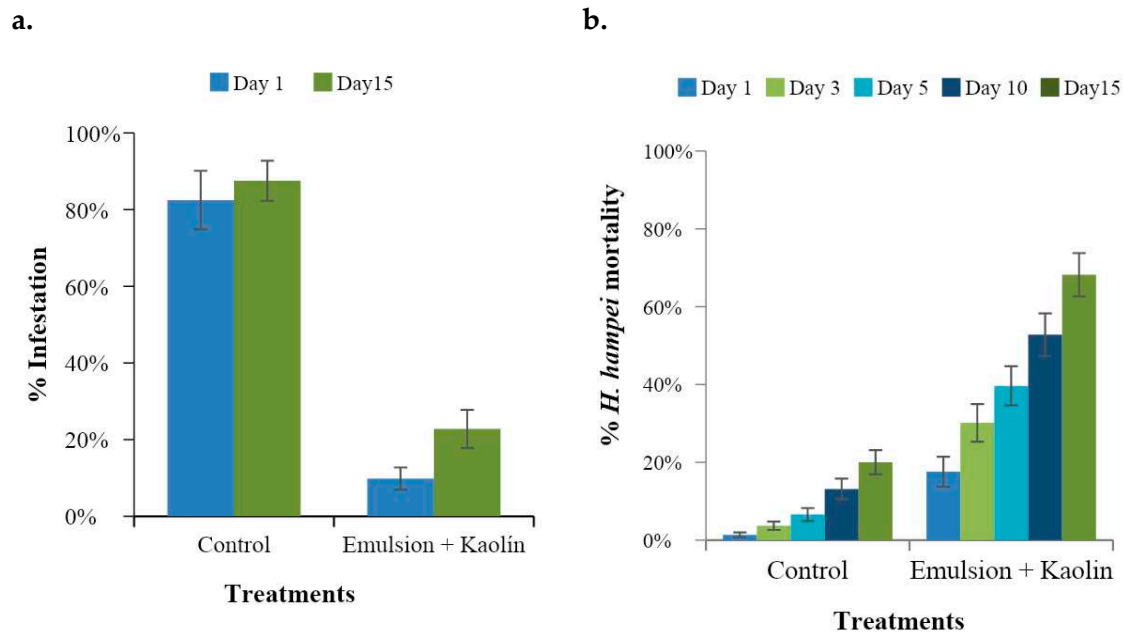 a.
Day 1 Day15
100%
80%
60%
40%
20%
0%
% Infestation
Control Emulsion + Kaolín
Treatments
b.
Day 1 Day 3 Day 5 Day 10 Day15
100%
80%
60%
40%
20%
0%
% H. hampei mortality
Control Emulsion + Kaolin
Treatments